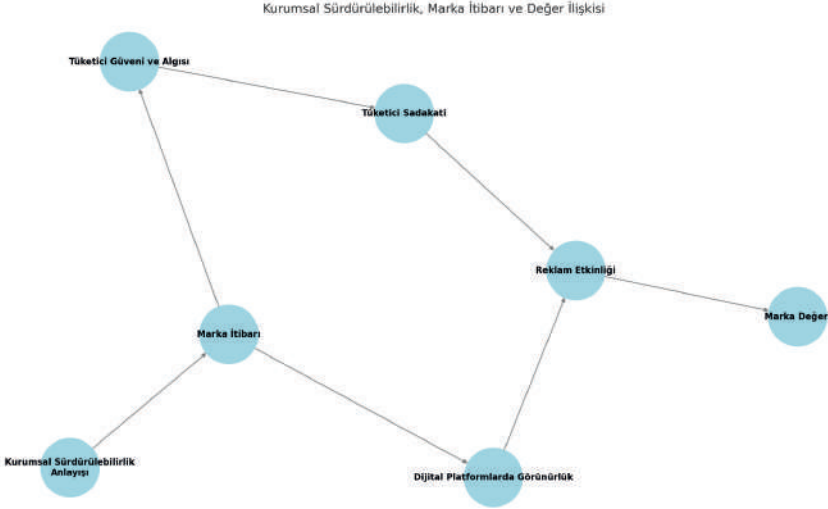 Kurumsal Sürdürülebilirlik, Marka İtibarı ve Değer İlişkisi
Tüketici Güveni ve Algısı
Tüketici Sadakati
Reklam Etkinliği
Marka Değer
Marka İtibarı
Kurumsal Sürdürülebilirlik
Anlayışı
Dijital Platformlarda Görünürlük